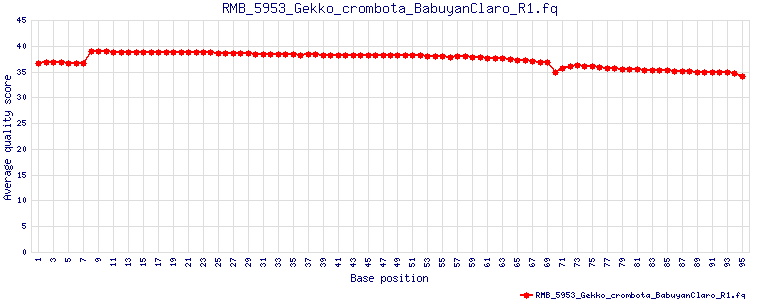 RMB_5953_Gekko_crombota_BabuyanClaro_R1.fq
Average quality score
45
40
35
30
25
20
15
10
5
0
1 3 5 7 9 11 13 15 17 19 21 23 25 27 29 31 33 35 37 39 41 43 45 47 49 51 53 55 57 59 61 63 65 67 69 71 73 75 77 79 81 83 85 87 89 91 93 95
Base position
RMB_5953_Gekko_crombota_BabuyanClaro_R1.fq